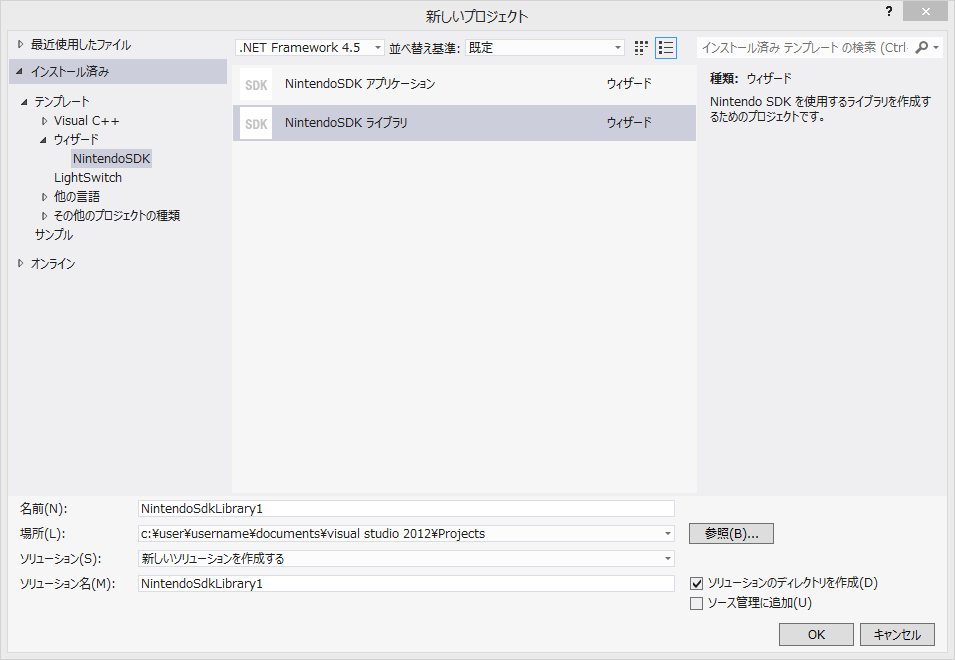 新しいプロジェクト
?
最近使用したファイル
インストール済み
テンプレート
Visual C++
ウィザード
NintendoSDK
LightSwitch
他の言語
その他のプロジェクトの種類
サンプル
オンライン
.NET Framework 4.5 並べ替え基準: 既定
SDK NintendoSDK アプリケーション ウィザード
SDK NintendoSDK ライブラリ ウィザード
インストール済み テンプレート の検索 (Ctrl-
種類: ウィザード
Nintendo SDK を使用するライブラリを作成す
るためのプロジェクトです。
名前(N): NintendoSdkLibrary1
場所(L): c:¥user¥username¥documents¥visual studio 2012¥Projects 参照(B)...
ソリューション(S): 新しいソリューションを作成する
ソリューション名(M): NintendoSdkLibrary1
ソリューションのディレクトリを作成(D)
ソース管理に追加(U)
OK キャンセル